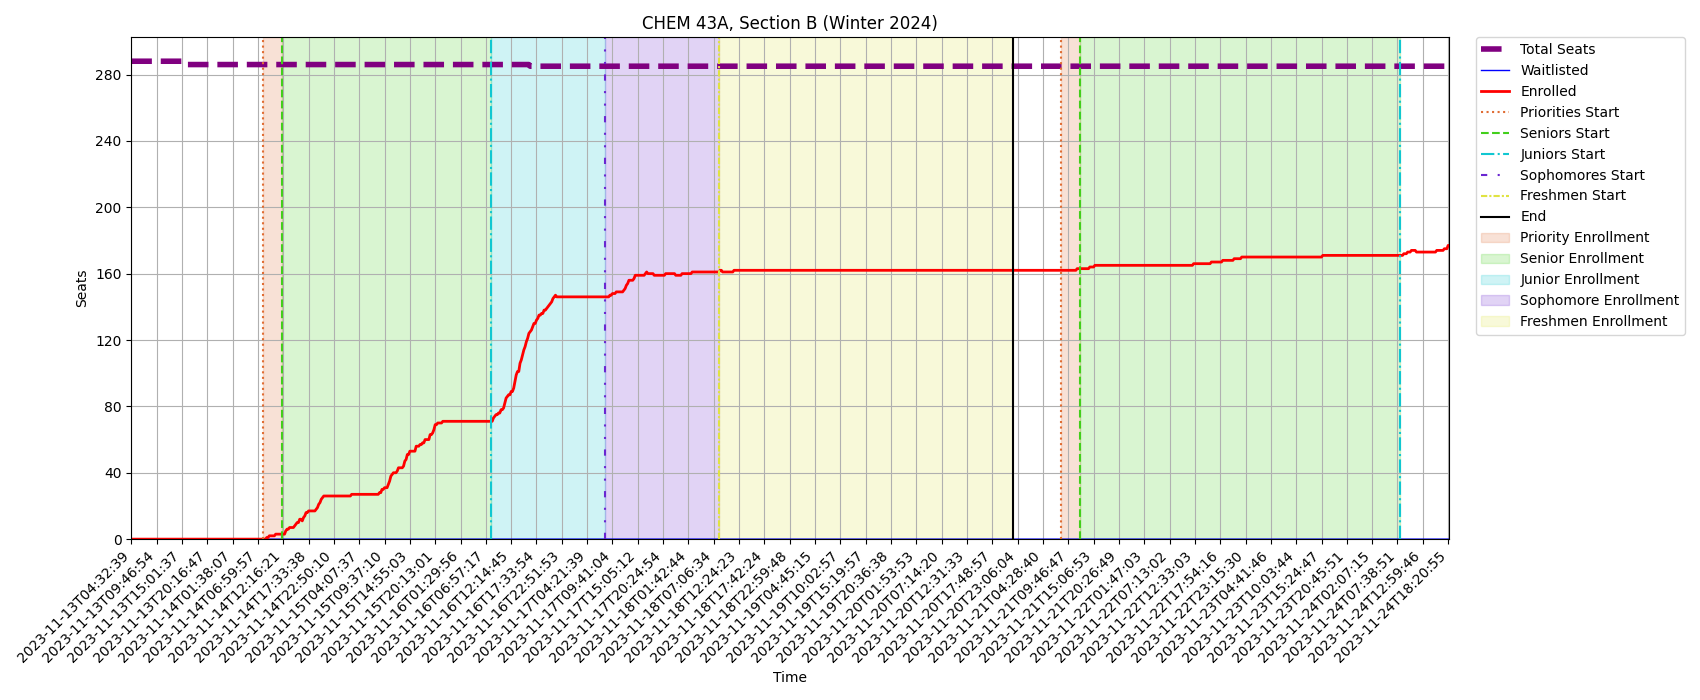 CHEM 43A, Section B (Winter 2024)
Seats
280
240
200
160
120
80
40
0
2023-11-13T04:32:39
2023-11-13T09:46:54
2023-11-13T15:01:37
2023-11-13T20:16:47
2023-11-14T01:38:07
2023-11-14T06:59:57
2023-11-14T12:16:21
2023-11-14T17:33:38
2023-11-14T22:50:10
2023-11-15T04:07:37
2023-11-15T09:37:10
2023-11-15T14:55:03
2023-11-15T20:13:01
2023-11-16T01:29:56
2023-11-16T06:57:17
2023-11-16T12:14:45
2023-11-16T17:33:54
2023-11-16T22:51:53
2023-11-17T04:21:39
2023-11-17T09:41:04
2023-11-17T15:05:12
2023-11-17T20:24:54
2023-11-18T01:42:44
2023-11-18T07:06:34
2023-11-18T12:24:23
2023-11-18T17:42:24
2023-11-18T22:59:48
2023-11-19T04:45:15
2023-11-19T10:02:57
2023-11-19T15:19:57
2023-11-19T20:36:38
2023-11-20T01:53:53
2023-11-20T07:14:20
2023-11-20T12:31:33
2023-11-20T17:48:57
2023-11-20T23:06:04
2023-11-21T04:28:40
2023-11-21T09:46:47
2023-11-21T15:06:53
2023-11-21T20:26:49
2023-11-22T01:47:03
2023-11-22T07:13:02
2023-11-22T12:33:03
2023-11-22T17:54:16
2023-11-22T23:15:30
2023-11-23T04:41:46
2023-11-23T10:03:44
2023-11-23T15:24:47
2023-11-23T20:45:51
2023-11-24T02:07:15
2023-11-24T07:38:51
2023-11-24T12:59:46
2023-11-24T18:20:55
Time
Total Seats
Waitlisted
Enrolled
Priorities Start
Seniors Start
Juniors Start
Sophomores Start
Freshmen Start
End
Priority Enrollment
Senior Enrollment
Junior Enrollment
Sophomore Enrollment
Freshmen Enrollment